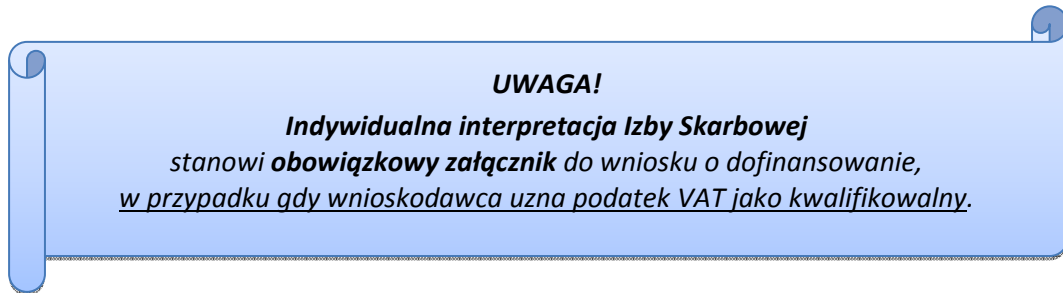 UWAGA!
Indywidualna interpretacja Izby Skarbowej
stanowi obowiązkowy załącznik do wniosku o dofinansowanie,
w przypadku gdy wnioskodawca uzna podatek VAT jako kwalifikowalny.